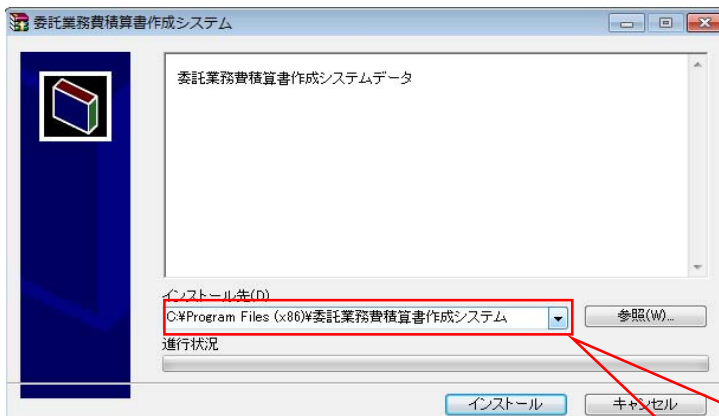 委託業務費積算書作成システム
委託業務費積算書作成システムデータ
インストール先(D)
C:¥Program Files (x86)¥委託業務費積算書作成システム
参照(W)...
進行状況
インストール
キャンセル